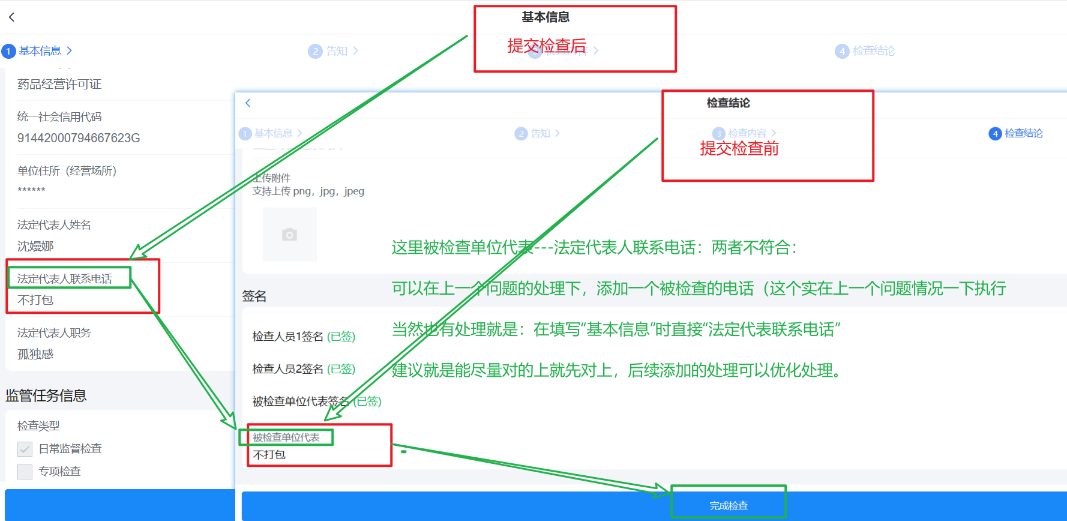 基本信息
提交检查后
1 基本信息
2 告知
4 检查结论
药品经营许可证
统一社会信用代码
91442000794667623G
单位住所（经营场所）
******
法定代表人姓名
沈嫚娜
法定代表人联系电话
不打包
法定代表人职务
孤独感
监管任务信息
检查类型
日常监督检查
专项检查
检查结论
提交检查前
1 基本信息
2 告知
3 检查内容
4 检查结论
上传附件
支持上传 png，jpg，jpeg
这里被检查单位代表---法定代表人联系电话：两者不符合：
可以在上一个问题的处理下，添加一个被检查的电话（这个实在上一个问题情况一下执行
当然也有处理就是：在填写“基本信息”时直接“法定代表联系电话“
建议就是能尽量对的上就先对上，后续添加的处理可以优化处理。
签名
检查人员1签名 (已签)
检查人员2签名 (已签)
被检查单位代表签名 (已签)
被检查单位代表
不打包
完成检查